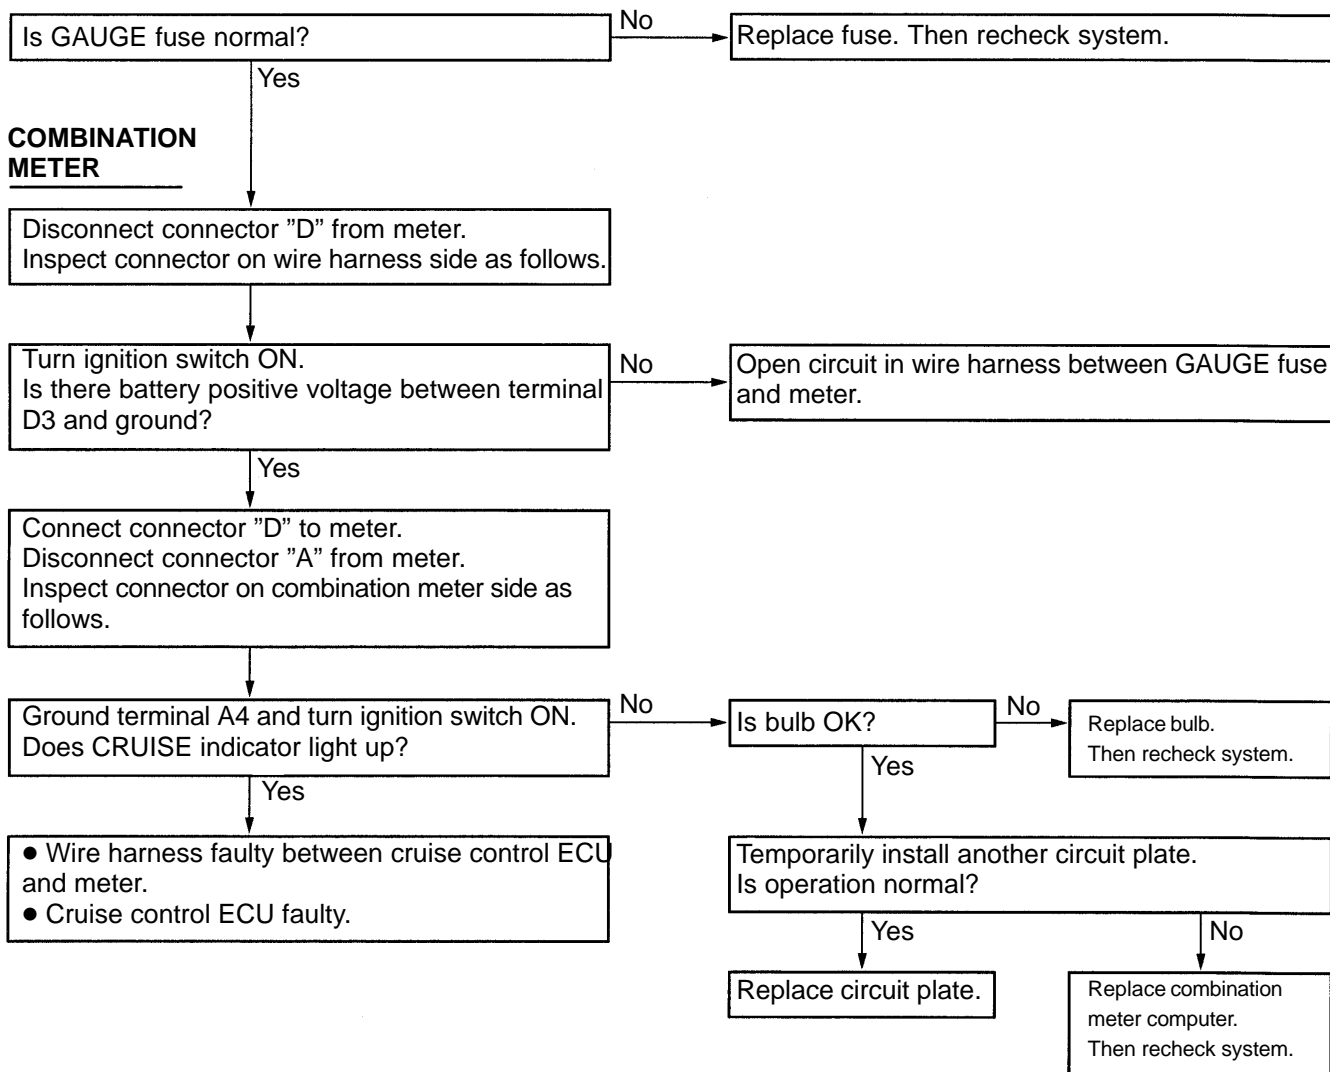 Is GAUGE fuse normal?
No
Replace fuse. Then recheck system.
Yes
COMBINATION
METER
Disconnect connector ”D” from meter.
Inspect connector on wire harness side as follows.
Turn ignition switch ON.
Is there battery positive voltage between terminal
D3 and ground?
No
Open circuit in wire harness between GAUGE fuse
and meter.
Yes
Connect connector ”D” to meter.
Disconnect connector ”A” from meter.
Inspect connector on combination meter side as
follows.
Ground terminal A4 and turn ignition switch ON.
Does CRUISE indicator light up?
No
Is bulb OK?
No
Replace bulb.
Then recheck system.
Yes
Yes
● Wire harness faulty between cruise control ECU
and meter.
● Cruise control ECU faulty.
Temporarily install another circuit plate.
Is operation normal?
Yes
No
Replace circuit plate.
Replace combination
meter computer.
Then recheck system.